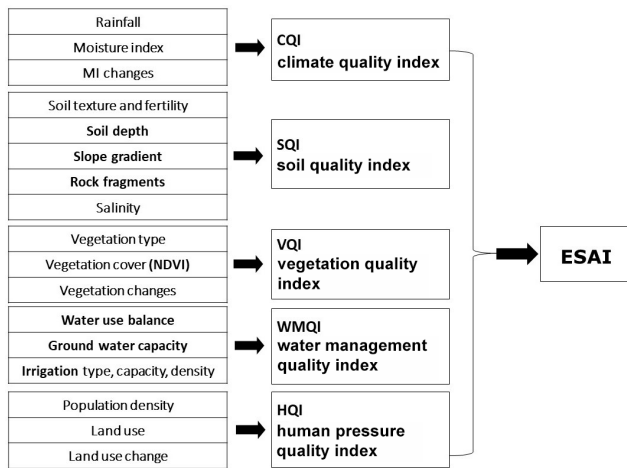 Rainfall
Moisture index
MI changes
CQI
climate quality index
Soil texture and fertility
Soil depth
Slope gradient
Rock fragments
Salinity
SQI
soil quality index
Vegetation type
Vegetation cover (NDVI)
Vegetation changes
VQI
vegetation quality
index
Water use balance
Ground water capacity
Irrigation type, capacity, density
WMQI
water management
quality index
Population density
Land use
Land use change
HQI
human pressure
quality index
ESAI